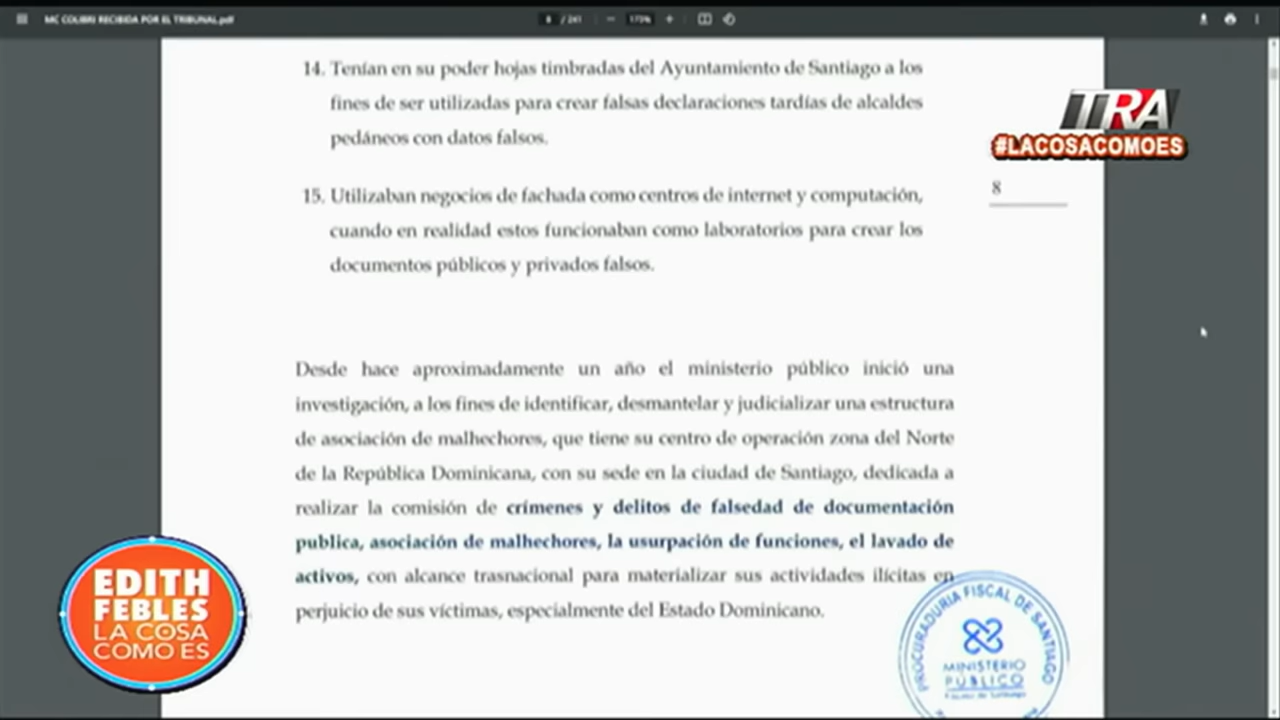 MC COLIBRI RECIBIDA POR EL TRIBUNAL.pdf
8 / 241
175%
14. Tenían en su poder hojas timbradas del Ayuntamiento de Santiago a los
fines de ser utilizadas para crear falsas declaraciones tardías de alcaldes
pedáneos con datos falsos.
TRA
#LACOSACOMOES
8
15. Utilizaban negocios de fachada como centros de internet y computación,
cuando en realidad estos funcionaban como laboratorios para crear los
documentos públicos y privados falsos.
Desde hace aproximadamente un año el ministerio público inició una
investigación, a los fines de identificar, desmantelar y judicializar una estructura
de asociación de malhechores, que tiene su centro de operación zona del Norte
de la República Dominicana, con su sede en la ciudad de Santiago, dedicada a
realizar la comisión de crímenes y delitos de falsedad de documentación
publica, asociación de malhechores, la usurpación de funciones, el lavado de
activos, con alcance trasnacional para materializar sus actividades ilícitas en
perjuicio de sus víctimas, especialmente del Estado Dominicano.
EDITH
FEBLES
LA COSA
COMO ES
PROCURADURIA FISCAL DE SANTIAGO
MINISTERIO
PÚBLICO